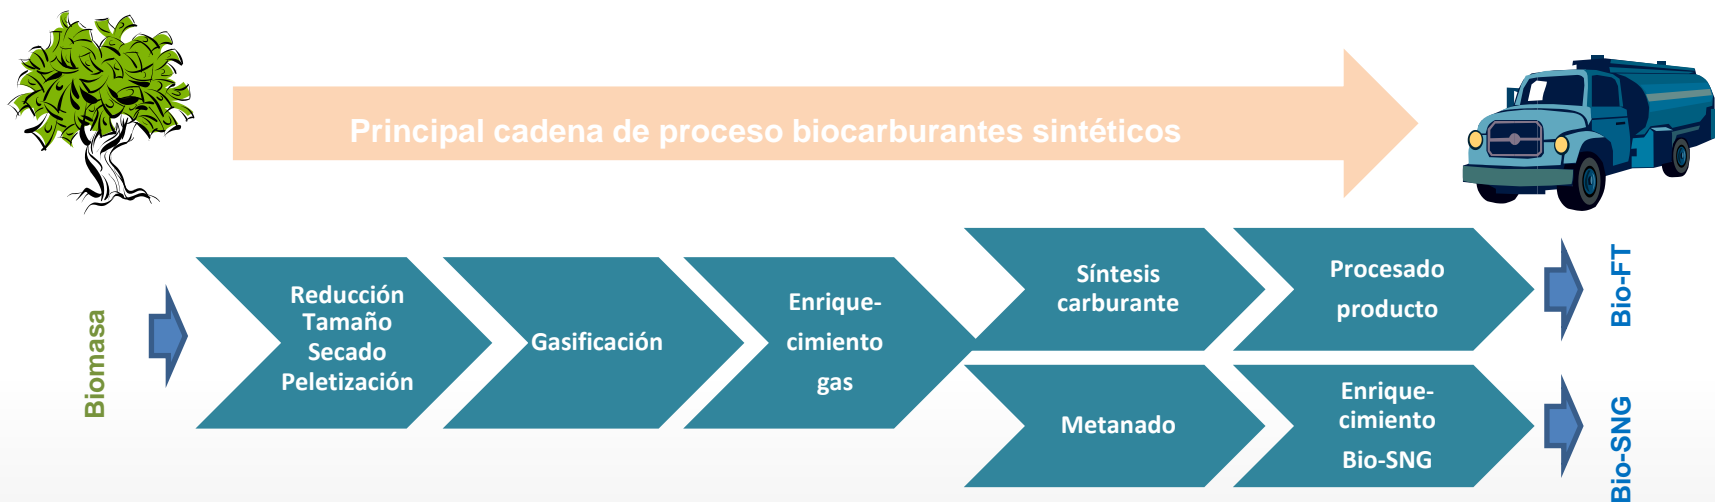 Principal cadena de proceso biocarburantes sintéticos
Biomasa
Reducción
Tamaño
Secado
Peletización
Gasificación
Enrique-
cimiento
gas
Síntesis
carburante
Procesado
producto
Bio-FT
Metanado
Enrique-
cimiento
Bio-SNG
Bio-SNG